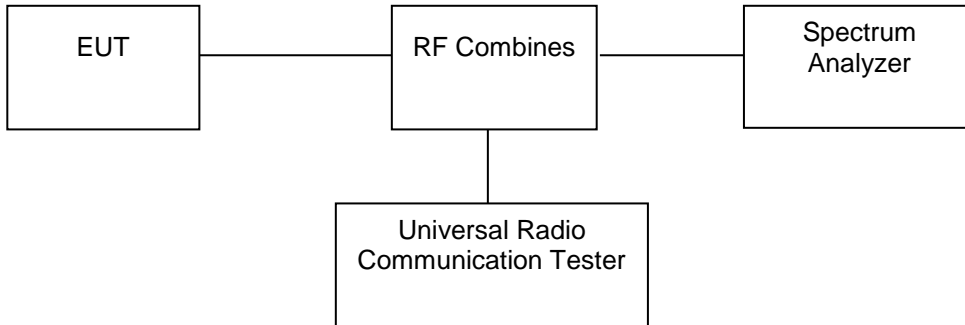 EUT
RF Combines
Spectrum
Analyzer
Universal Radio
Communication Tester